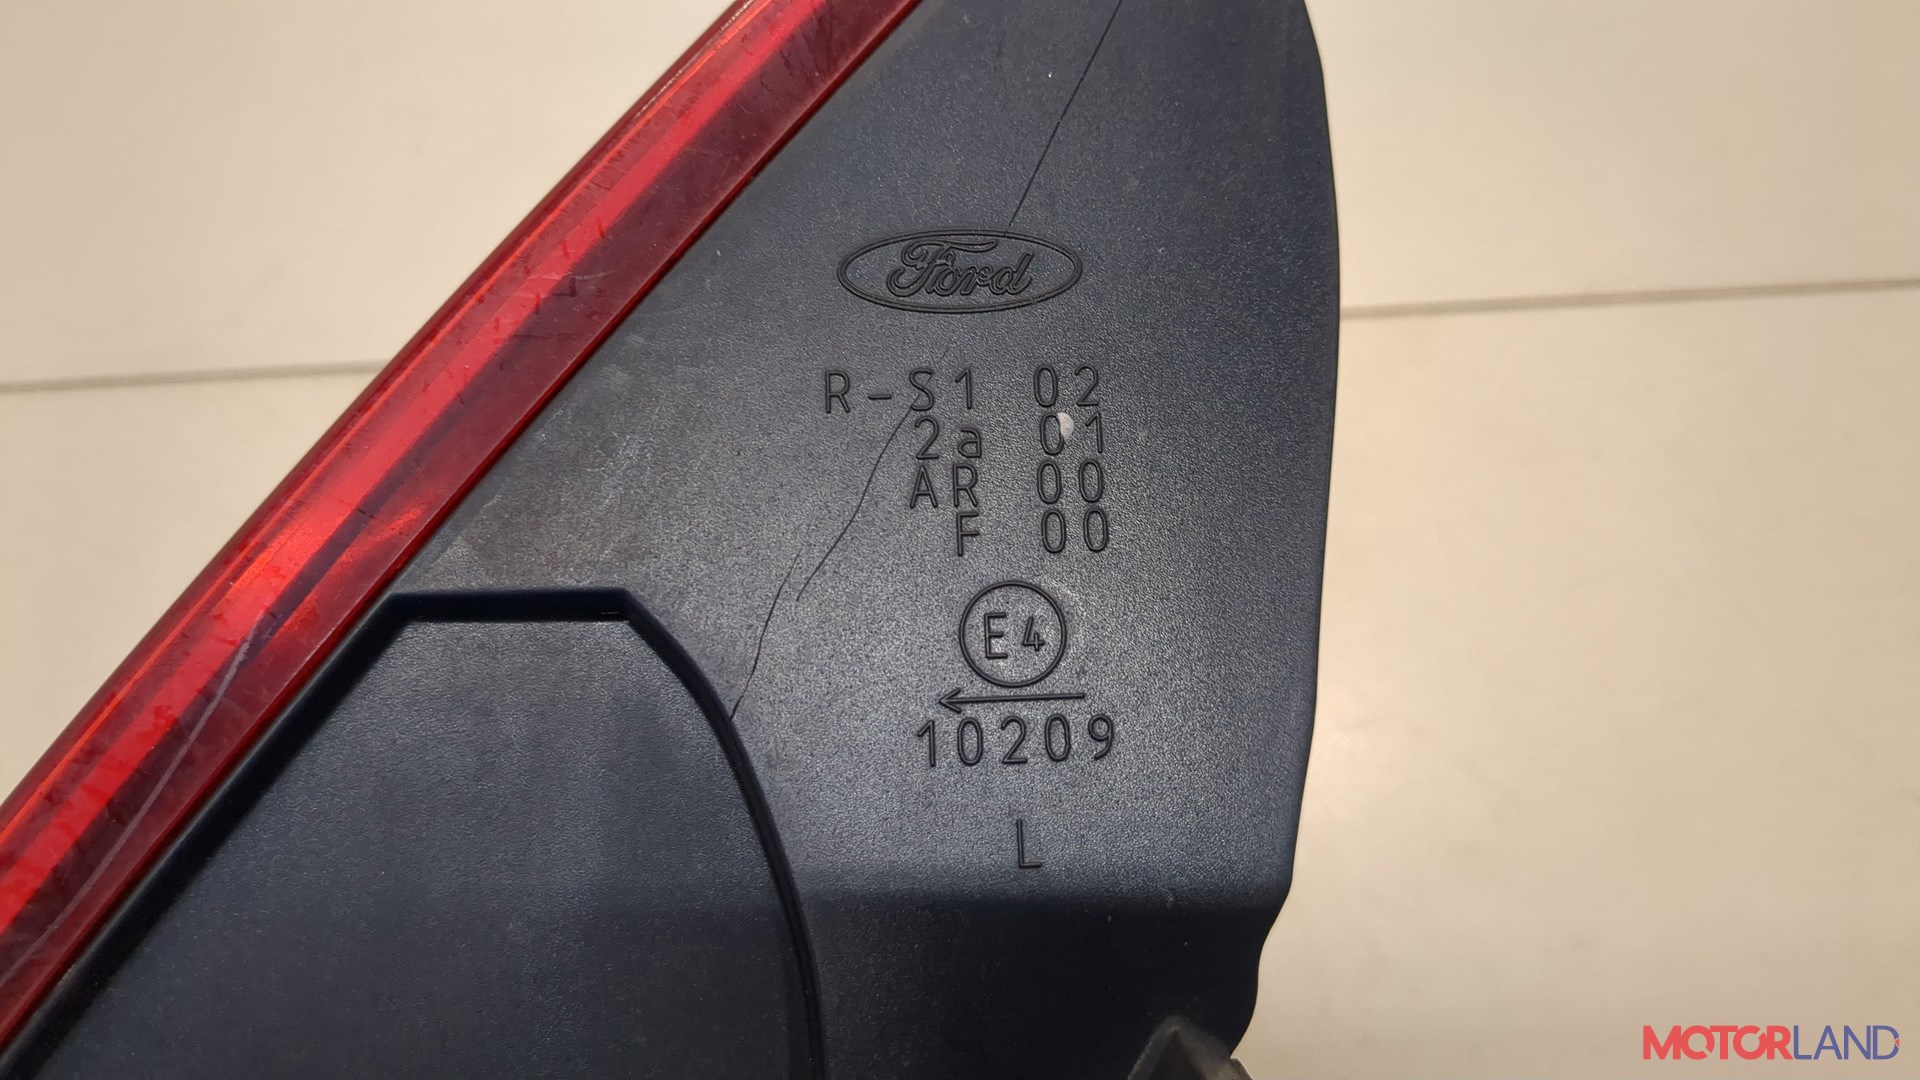 Ford
R-S1 02
2a 01
AR 00
F 00
E4
10209
L
MOTORLAND